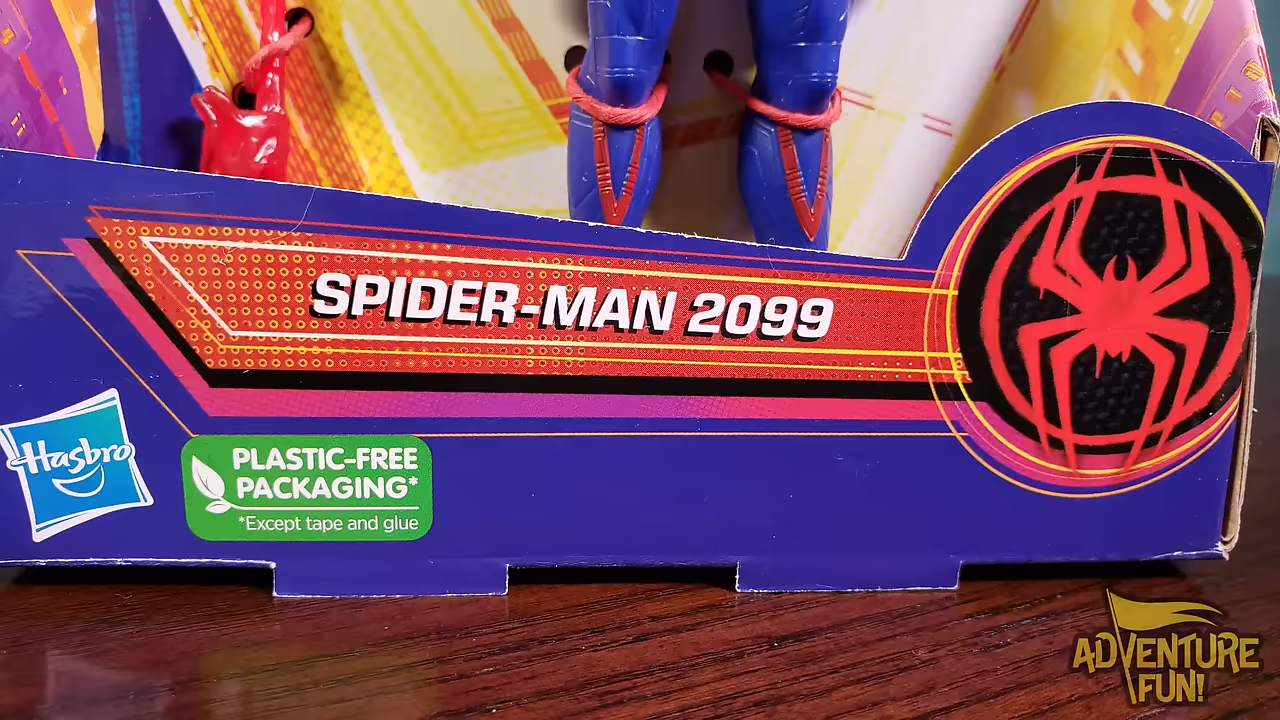 SPIDER-MAN 2099
Hasbro
PLASTIC-FREE
PACKAGING*
*Except tape and glue
ADVENTURE
FUN!